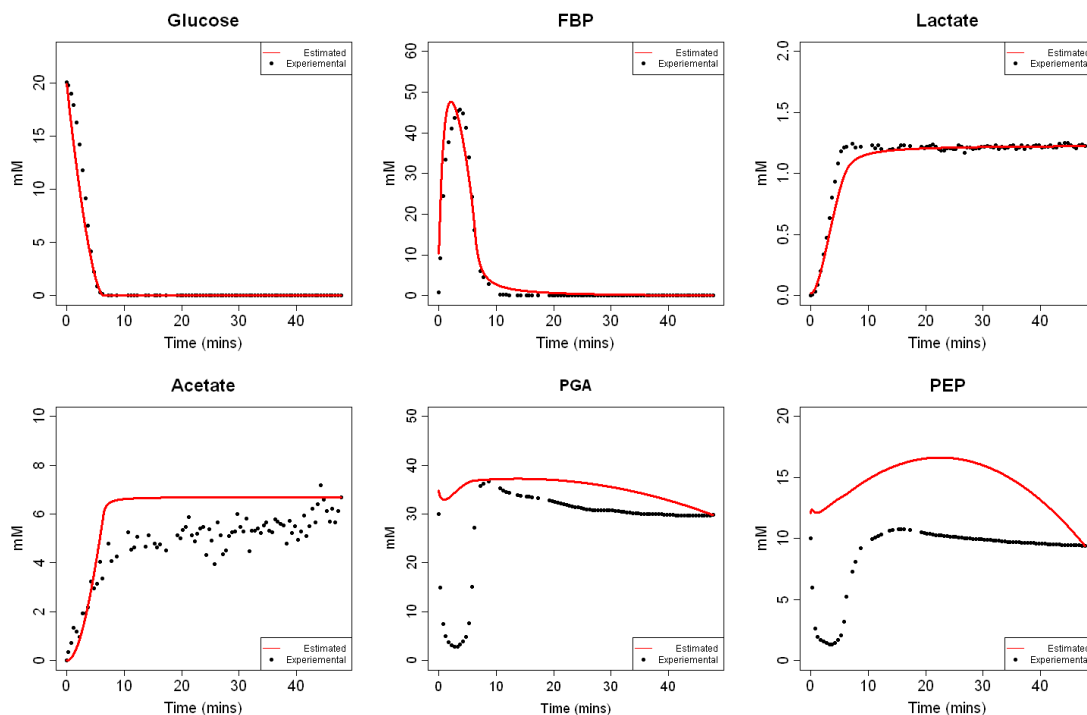 Glucose
FBP
Lactate
Estimated
Experiemental
Estimated
Experiemental
Estimated
Experiemental
mM
0 5 10 15 20
mM
0 10 20 30 40 50 60
mM
0.0 0.5 1.0 1.5 2.0
0 10 20 30 40
0 10 20 30 40
0 10 20 30 40
Time (mins)
Time (mins)
Time (mins)
Acetate
PGA
PEP
mM
0 2 4 6 8 10
mM
0 10 20 30 40 50
mM
0 5 10 15 20
Estimated
Experiemental
Estimated
Experiemental
Estimated
Experiemental
0 10 20 30 40
0 10 20 30 40
0 10 20 30 40
Time (mins)
Time (mins)
Time (mins)